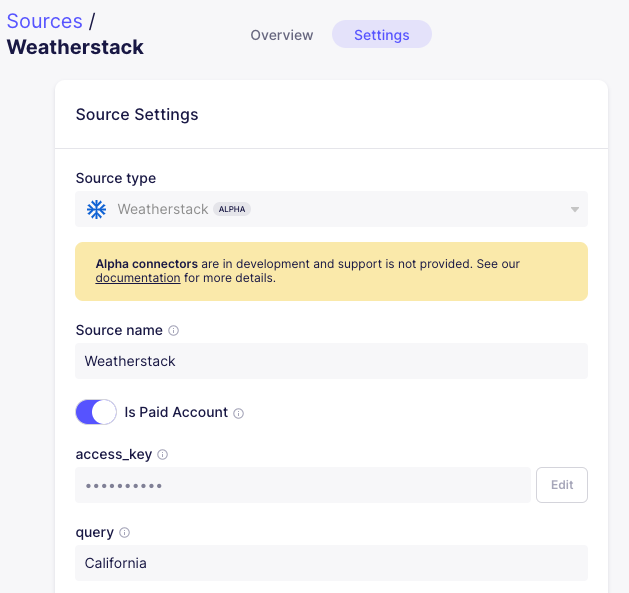 Sources /
Weatherstack
Overview
Settings
Source Settings
Source type
Weatherstack ALPHA
Alpha connectors are in development and support is not provided. See our
documentation for more details.
Source name
Weatherstack
Is Paid Account
access_key
••••••••••
Edit
query
California